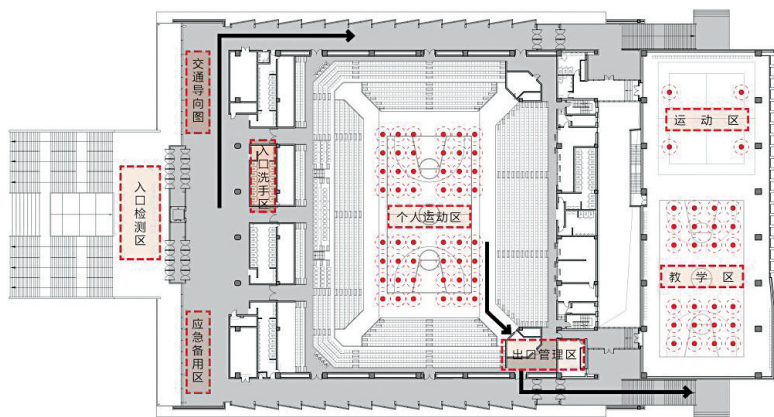 交通导向图
入口检测区
入口洗手区
应急备用区
个人运动区
出口管理区
运动区
教学区